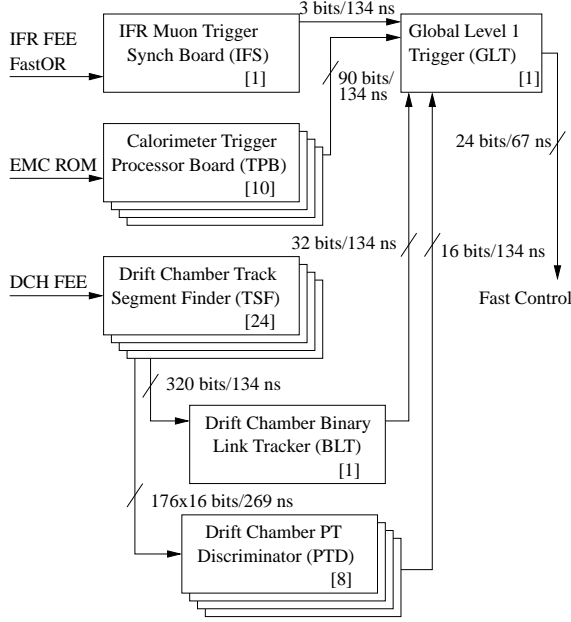 3 bits/134 ns
IFR FEE
FastOR
IFR Muon Trigger
Synch Board (IFS)
[1]
Global Level 1
Trigger (GLT)
[1]
90 bits/
134 ns
24 bits/67 ns
EMC ROM
Calorimeter Trigger
Processor Board (TPB)
[10]
32 bits/134 ns
16 bits/134 ns
DCH FEE
Drift Chamber Track
Segment Finder (TSF)
[24]
Fast Control
320 bits/134 ns
Drift Chamber Binary
Link Tracker (BLT)
[1]
176x16 bits/269 ns
Drift Chamber PT
Discriminator (PTD)
[8]